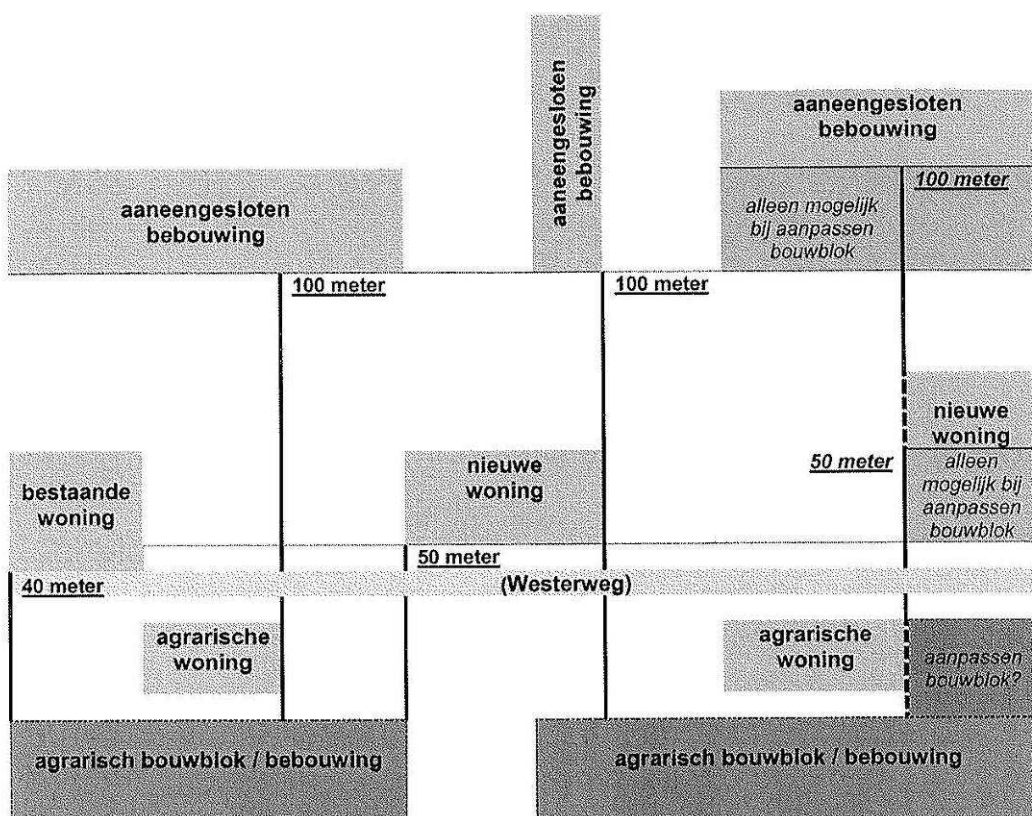 aaneengesloten
bebouwing
aaneengesloten
bebouwing
aaneengesloten
bebouwing
100 meter
alleen mogelijk
bij aanpassen
bouwblok
100 meter
100 meter
nieuwe
woning
50 meter
alleen
mogelijk bij
aanpassen
bouwblok
bestaande
woning
nieuwe
woning
50 meter
40 meter
(Westerweg)
agrarische
woning
agrarische
woning
aanpassen
bouwblok?
agrarisch bouwblok / bebouwing
agrarisch bouwblok / bebouwing